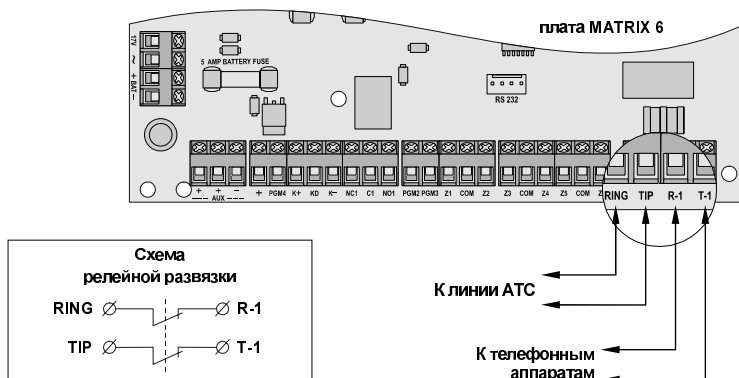 плата MATRIX 6
17V
~
+ BAT −
5 AMP BATTERY FUSE
RS 232
+ + − + PGM4 K+ KD K− NC1 C1 NO1 PGM2 PGM3 Z1 COM Z2 Z3 COM Z4 Z5 COM RING TIP R-1 T-1
AUX
К линии АТС
К телефонным
аппаратам
Схема
релейной развязки
RING R-1
TIP T-1